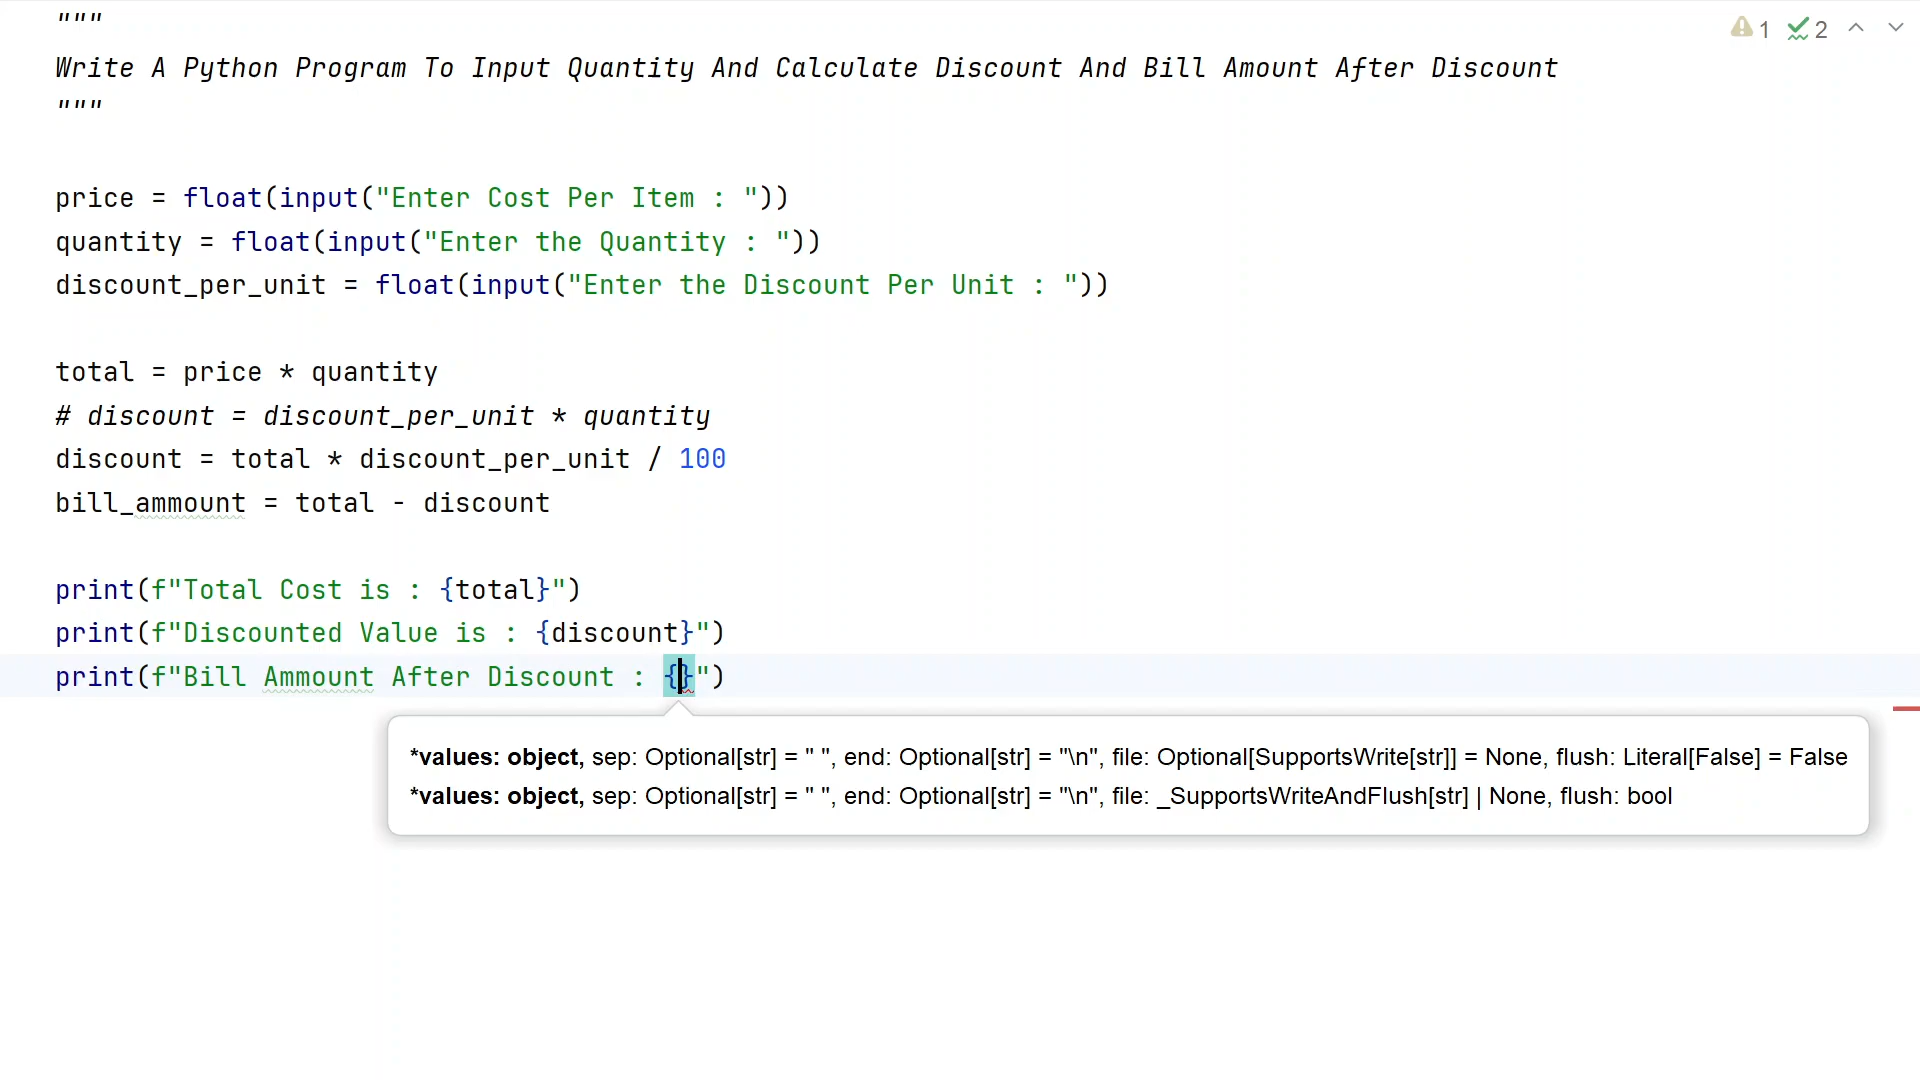 """
1 2
Write A Python Program To Input Quantity And Calculate Discount And Bill Amount After Discount
"""
price = float(input("Enter Cost Per Item : "))
quantity = float(input("Enter the Quantity : "))
discount_per_unit = float(input("Enter the Discount Per Unit : "))
total = price * quantity
# discount = discount_per_unit * quantity
discount = total * discount_per_unit / 100
bill_ammount = total - discount
print(f"Total Cost is : {total}")
print(f"Discounted Value is : {discount}")
print(f"Bill Ammount After Discount : {}")
*values: object, sep: Optional[str] = " ", end: Optional[str] = "\n", file: Optional[SupportsWrite[str]] = None, flush: Literal[False] = False
*values: object, sep: Optional[str] = " ", end: Optional[str] = "\n", file: _SupportsWriteAndFlush[str] | None, flush: bool